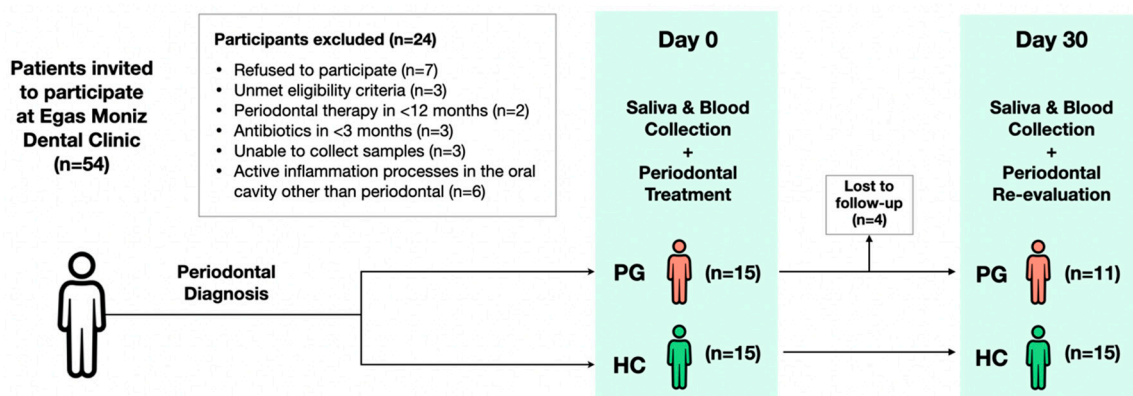 Patients invited
to participate
at Egas Moniz
Dental Clinic
(n=54)
Participants excluded (n=24)
• Refused to participate (n=7)
• Unmet eligibility criteria (n=3)
• Periodontal therapy in <12 months (n=2)
• Antibiotics in <3 months (n=3)
• Unable to collect samples (n=3)
• Active inflammation processes in the oral
cavity other than periodontal (n=6)
Periodontal
Diagnosis
Day 0
Saliva & Blood
Collection
+
Periodontal
Treatment
PG (n=15)
HC (n=15)
Lost to
follow-up
(n=4)
Day 30
Saliva & Blood
Collection
+
Periodontal
Re-evaluation
PG (n=11)
HC (n=15)